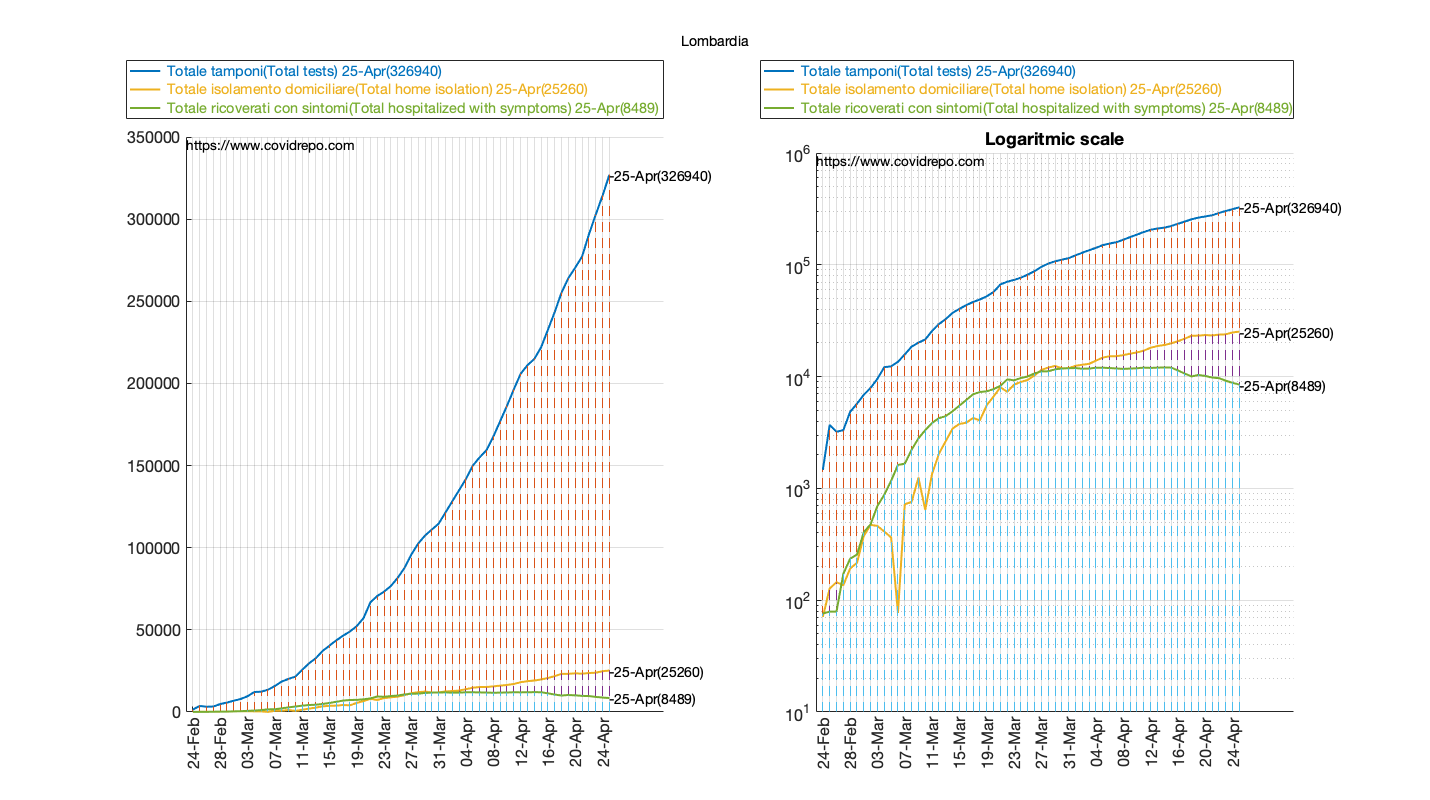 Lombardia
Totale tamponi(Total tests) 25-Apr(326940)
Totale isolamento domiciliare(Total home isolation) 25-Apr(25260)
Totale ricoverati con sintomi(Total hospitalized with symptoms) 25-Apr(8489)
350000
300000
250000
200000
150000
100000
50000
0
https://www.covidrepo.com
25-Apr(326940)
25-Apr(25260)
25-Apr(8489)
24-Feb
28-Feb
03-Mar
07-Mar
11-Mar
15-Mar
19-Mar
23-Mar
27-Mar
31-Mar
04-Apr
08-Apr
12-Apr
16-Apr
20-Apr
24-Apr
Totale tamponi(Total tests) 25-Apr(326940)
Totale isolamento domiciliare(Total home isolation) 25-Apr(25260)
Totale ricoverati con sintomi(Total hospitalized with symptoms) 25-Apr(8489)
Logaritmic scale
10^6
10^5
10^4
10^3
10^2
10^1
https://www.covidrepo.com
25-Apr(326940)
25-Apr(25260)
25-Apr(8489)
24-Feb
28-Feb
03-Mar
07-Mar
11-Mar
15-Mar
19-Mar
23-Mar
27-Mar
31-Mar
04-Apr
08-Apr
12-Apr
16-Apr
20-Apr
24-Apr